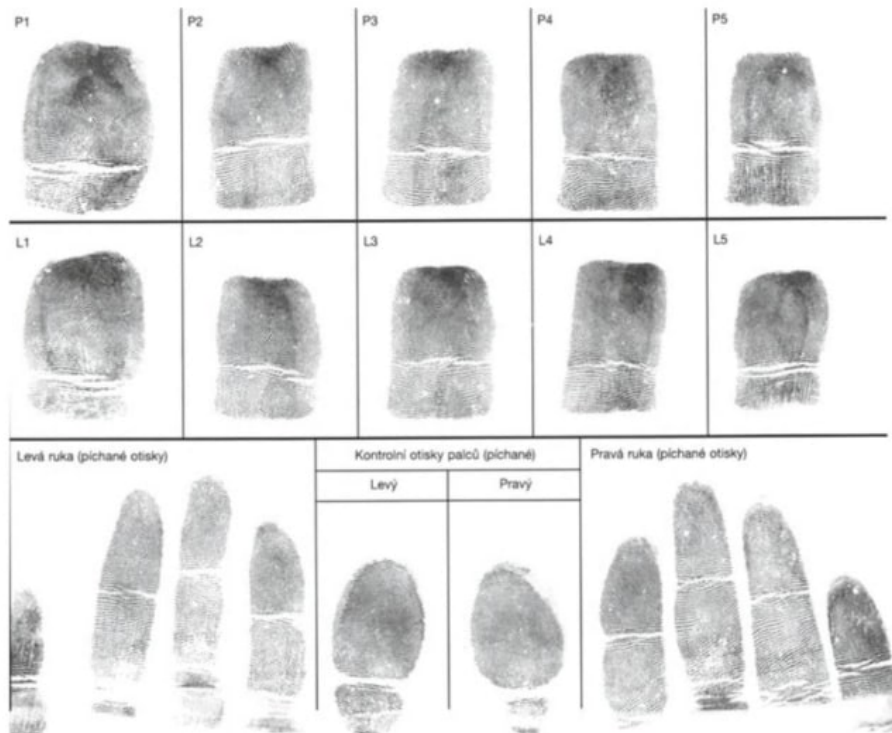 P1 P2 P3 P4 P5
L1 L2 L3 L4 L5
Levá ruka (píchané otisky) Kontrolní otisky palců (píchané) Pravá ruka (píchané otisky)
Levý Pravý